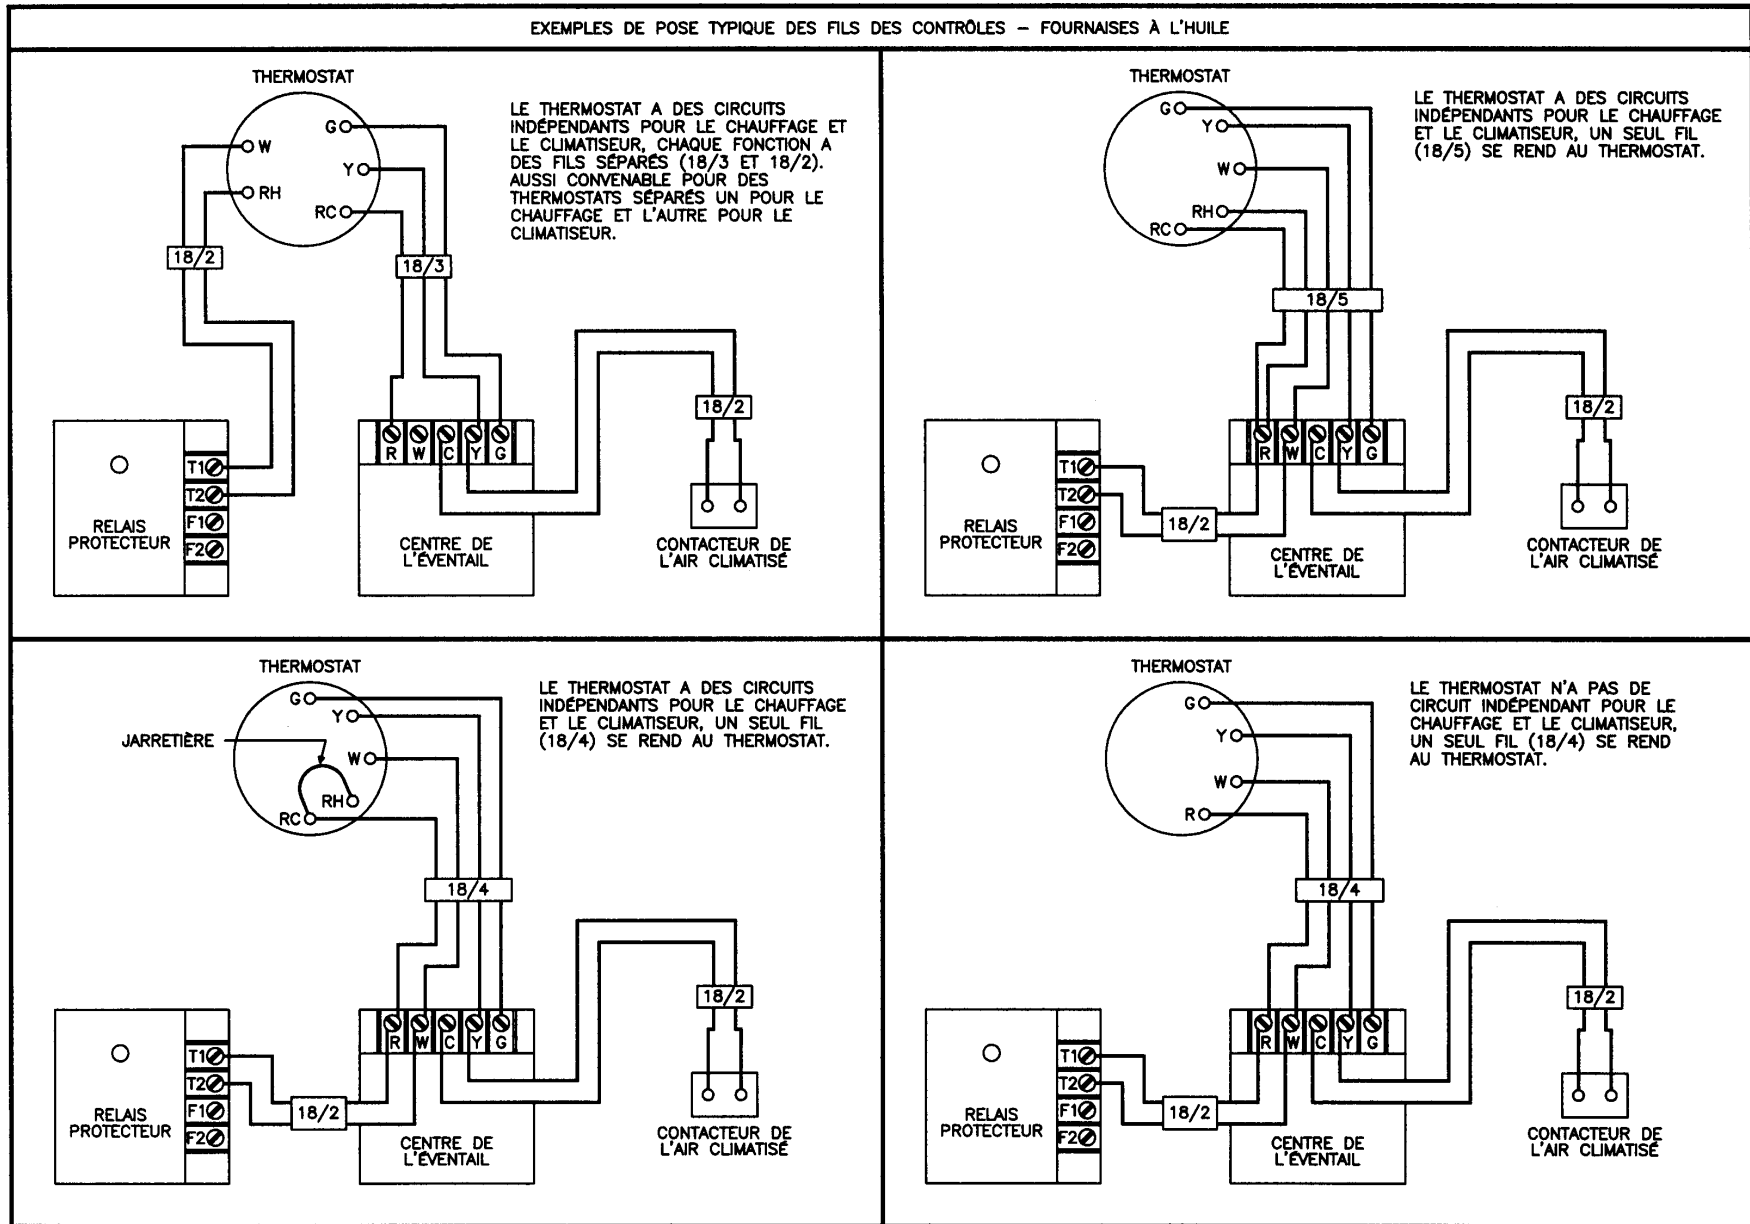 EXEMPLES DE POSE TYPIQUE DES FILS DES CONTRÔLES – FOURNAISES À L'HUILE
THERMOSTAT
LE THERMOSTAT A DES CIRCUITS
INDÉPENDANTS POUR LE CHAUFFAGE ET
LE CLIMATISEUR, CHAQUE FONCTION A
DES FILS SÉPARÉS (18/3 ET 18/2).
AUSSI CONVENABLE POUR DES
THERMOSTATS SÉPARÉS UN POUR LE
CHAUFFAGE ET L'AUTRE POUR LE
CLIMATISEUR.
G
W
Y
RH
RC
18/2
18/3
18/2
R W C Y G
T1
T2
F1
F2
RELAIS
PROTECTEUR
CENTRE DE
L'ÉVENTAIL
CONTACTEUR DE
L'AIR CLIMATISÉ
THERMOSTAT
LE THERMOSTAT A DES CIRCUITS
INDÉPENDANTS POUR LE CHAUFFAGE
ET LE CLIMATISEUR, UN SEUL FIL
(18/5) SE REND AU THERMOSTAT.
G
Y
W
RH
RC
18/5
18/2
R W C Y G
T1
T2
F1
F2
18/2
RELAIS
PROTECTEUR
CENTRE DE
L'ÉVENTAIL
CONTACTEUR DE
L'AIR CLIMATISÉ
THERMOSTAT
LE THERMOSTAT A DES CIRCUITS
INDÉPENDANTS POUR LE CHAUFFAGE
ET LE CLIMATISEUR, UN SEUL FIL
(18/4) SE REND AU THERMOSTAT.
G
Y
JARRETIÈRE
W
RH
RC
18/4
18/2
R W C Y G
T1
T2
F1
F2
18/2
RELAIS
PROTECTEUR
CENTRE DE
L'ÉVENTAIL
CONTACTEUR DE
L'AIR CLIMATISÉ
THERMOSTAT
LE THERMOSTAT N'A PAS DE
CIRCUIT INDÉPENDANT POUR LE
CHAUFFAGE ET LE CLIMATISEUR,
UN SEUL FIL (18/4) SE REND
AU THERMOSTAT.
G
Y
W
R
18/4
18/2
R W C Y G
T1
T2
F1
F2
18/2
RELAIS
PROTECTEUR
CENTRE DE
L'ÉVENTAIL
CONTACTEUR DE
L'AIR CLIMATISÉ